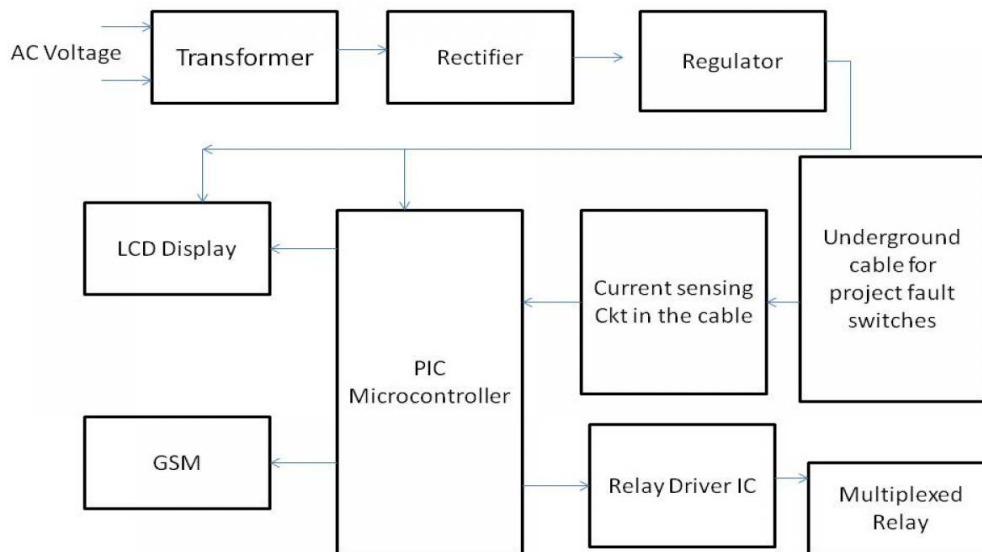 AC Voltage
Transformer
Rectifier
Regulator
LCD Display
Underground
cable for
project fault
switches
Current sensing
Ckt in the cable
PIC
Microcontroller
GSM
Relay Driver IC
Multiplexed
Relay